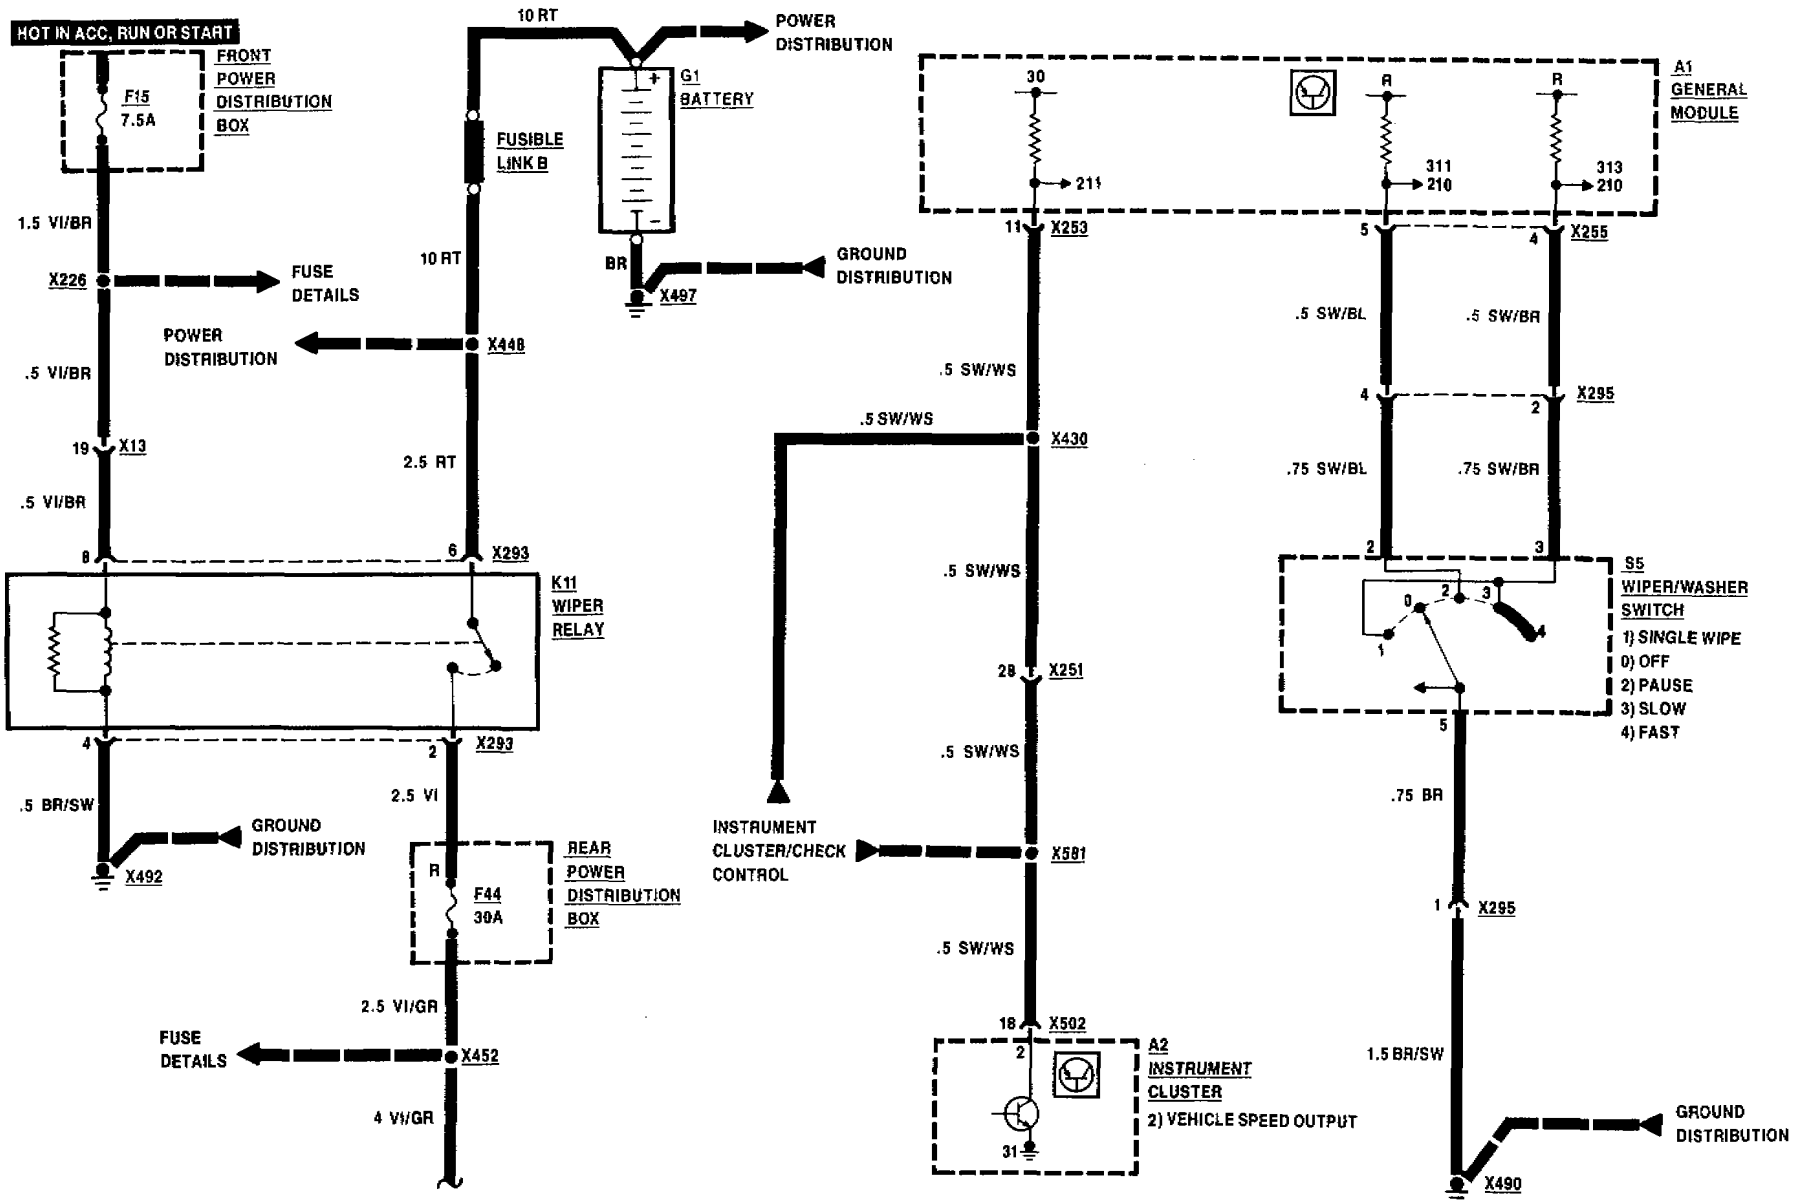 HOT IN ACC, RUN OR START
FRONT
POWER
DISTRIBUTION
BOX
F15
7.5A
1.5 VI/BR
X226
FUSE
DETAILS
POWER
DISTRIBUTION
.5 VI/BR
19
X13
.5 VI/BR
8
10 RT
POWER
DISTRIBUTION
G1
BATTERY
+
-
FUSIBLE
LINK B
10 RT
BR
X497
GROUND
DISTRIBUTION
X448
2.5 RT
6
X293
K11
WIPER
RELAY
4
2
X293
.5 BR/SW
GROUND
DISTRIBUTION
X492
2.5 VI
R
F44
30A
REAR
POWER
DISTRIBUTION
BOX
2.5 VI/GR
FUSE
DETAILS
X452
4 VI/GR
A1
GENERAL
MODULE
30
R
R
211
311
210
313
210
11
X253
5
4
X255
.5 SW/WS
.5 SW/BL
.5 SW/BR
.5 SW/WS
X430
4
2
X295
.75 SW/BL
.75 SW/BR
.5 SW/WS
2
3
S5
WIPER/WASHER
SWITCH
1) SINGLE WIPE
0) OFF
2) PAUSE
3) SLOW
4) FAST
0
2
3
4
1
5
28
X251
.5 SW/WS
INSTRUMENT
CLUSTER/CHECK
CONTROL
X581
.75 BR
1
X295
.5 SW/WS
18
X502
2
A2
INSTRUMENT
CLUSTER
2) VEHICLE SPEED OUTPUT
31
1.5 BR/SW
GROUND
DISTRIBUTION
X490